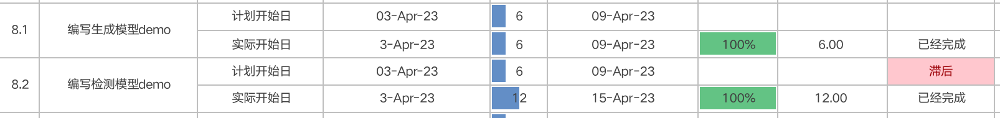 8.1 编写生成模型demo 计划开始日 03-Apr-23 6 09-Apr-23
实际开始日 3-Apr-23 6 09-Apr-23 100% 6.00 已经完成
8.2 编写检测模型demo 计划开始日 03-Apr-23 6 09-Apr-23 滞后
实际开始日 3-Apr-23 12 15-Apr-23 100% 12.00 已经完成